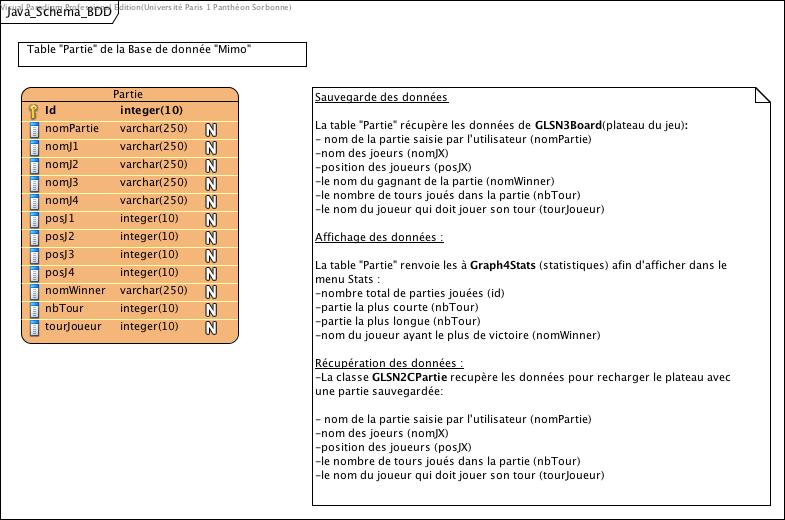 Visual Paradigm Professional Edition(Université Paris 1 Panthéon Sorbonne)
Java_Schema_BDD
Table "Partie" de la Base de donnée "Mimo"
Partie
Id integer(10)
nomPartie varchar(250) N
nomJ1 varchar(250) N
nomJ2 varchar(250) N
nomJ3 varchar(250) N
nomJ4 varchar(250) N
posJ1 integer(10) N
posJ2 integer(10) N
posJ3 integer(10) N
posJ4 integer(10) N
nomWinner varchar(250) N
nbTour integer(10) N
tourJoueur integer(10) N
Sauvegarde des données
La table "Partie" récupère les données de GLSN3Board(plateau du jeu):
- nom de la partie saisie par l'utilisateur (nomPartie)
-nom des joeurs (nomJX)
-position des joueurs (posJX)
-le nom du gagnant de la partie (nomWinner)
-le nombre de tours joués dans la partie (nbTour)
-le nom du joueur qui doit jouer son tour (tourJoueur)
Affichage des données :
La table "Partie" renvoie les à Graph4Stats (statistiques) afin d'afficher dans le
menu Stats :
-nombre total de parties jouées (id)
-partie la plus courte (nbTour)
-partie la plus longue (nbTour)
-nom du joueur ayant le plus de victoire (nomWinner)
Récupération des données :
-La classe GLSN2CPartie recupère les données pour recharger le plateau avec
une partie sauvegardée:
- nom de la partie saisie par l'utilisateur (nomPartie)
-nom des joeurs (nomJX)
-position des joueurs (posJX)
-le nombre de tours joués dans la partie (nbTour)
-le nom du joueur qui doit jouer son tour (tourJoueur)